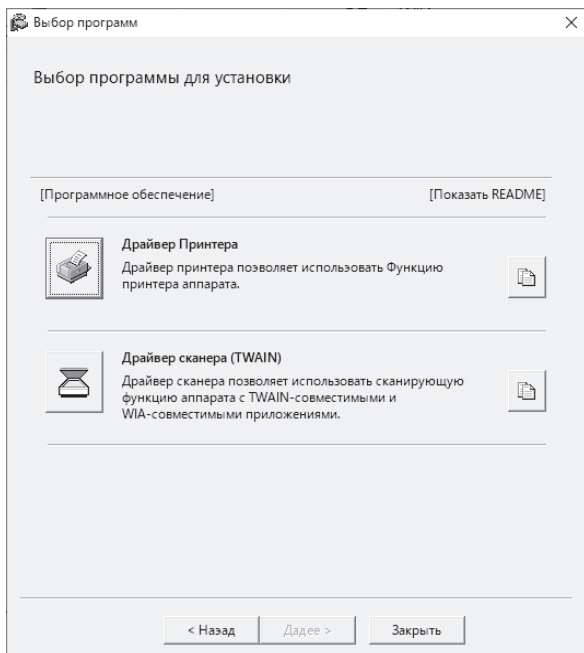 Выбор программ
Выбор программы для установки
[Программное обеспечение] [Показать README]
Драйвер Принтера
Драйвер принтера позволяет использовать Функцию
принтера аппарата.
Драйвер сканера (TWAIN)
Драйвер сканера позволяет использовать сканирующую
функцию аппарата с TWAIN-совместимыми и
WIA-совместимыми приложениями.
< Назад Дадее > Закрыть